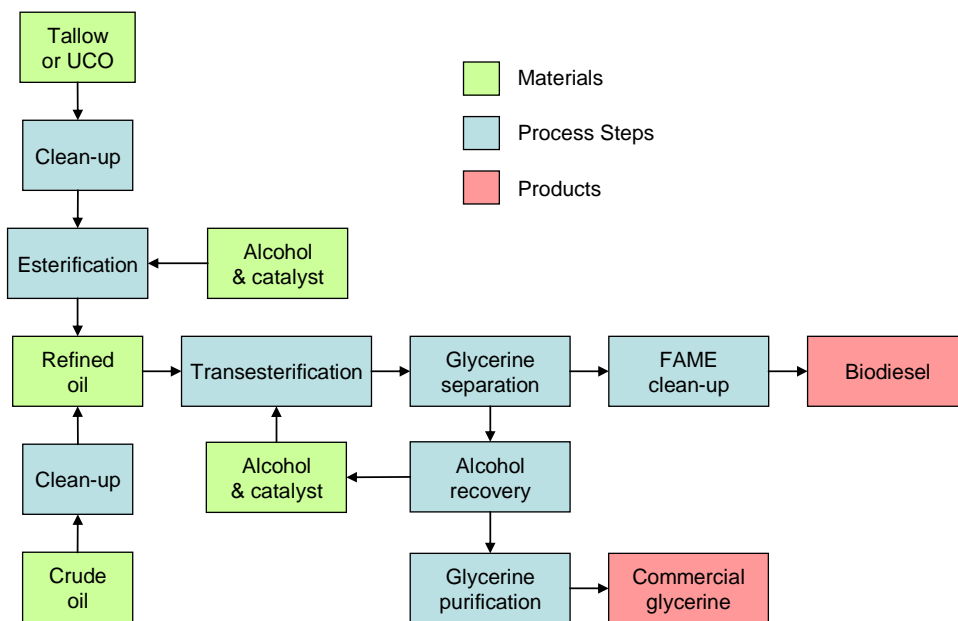 Tallow
or UCO
Materials
Clean-up
Process Steps
Products
Esterification
Alcohol
& catalyst
Refined
oil
Transesterification
Glycerine
separation
FAME
clean-up
Biodiesel
Clean-up
Alcohol
& catalyst
Alcohol
recovery
Crude
oil
Glycerine
purification
Commercial
glycerine